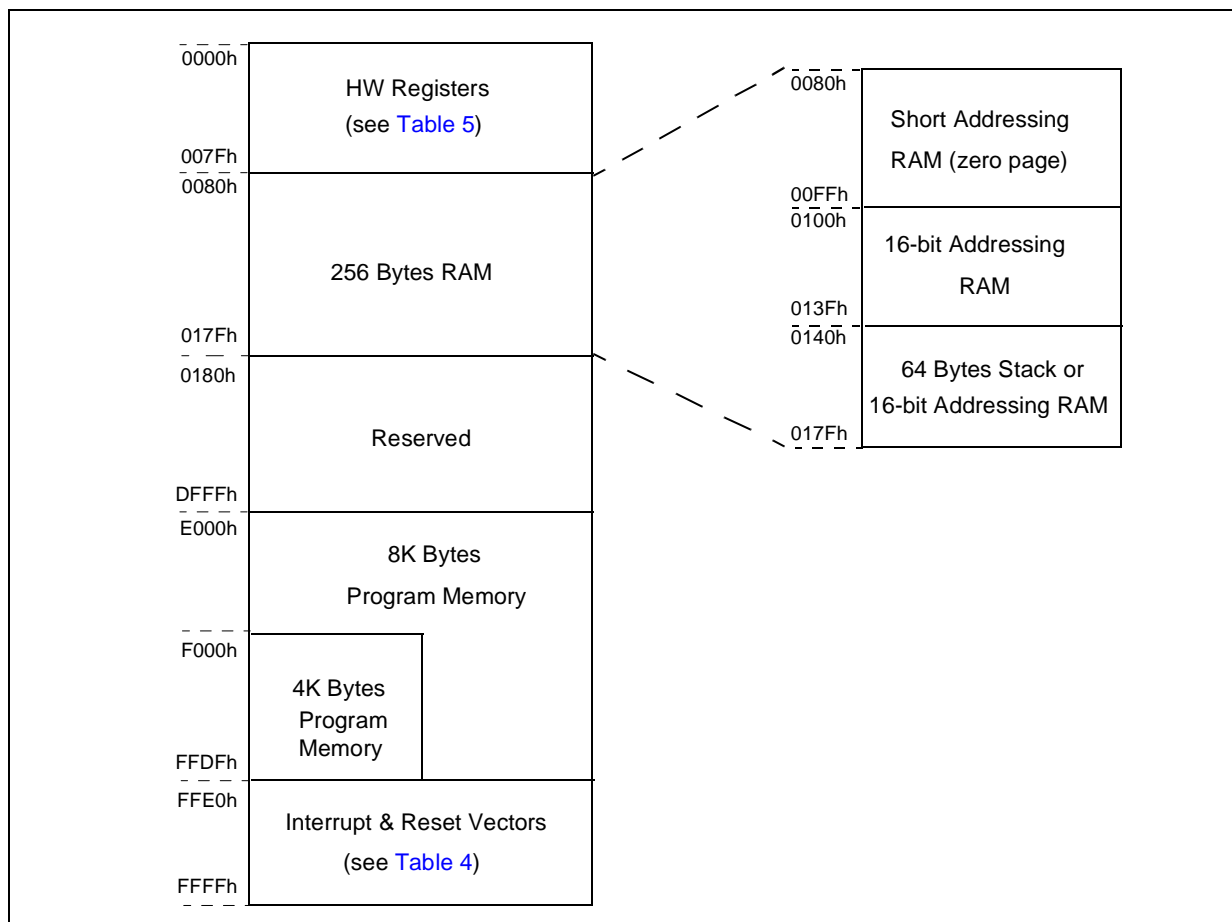 0000h
HW Registers
(see Table 5)
007Fh
0080h
256 Bytes RAM
017Fh
0180h
Reserved
DFFFh
E000h
8K Bytes
Program Memory
F000h
4K Bytes
Program
Memory
FFDFh
FFE0h
Interrupt & Reset Vectors
(see Table 4)
FFFFh
0080h
Short Addressing
RAM (zero page)
00FFh
0100h
16-bit Addressing
RAM
013Fh
0140h
64 Bytes Stack or
16-bit Addressing RAM
017Fh